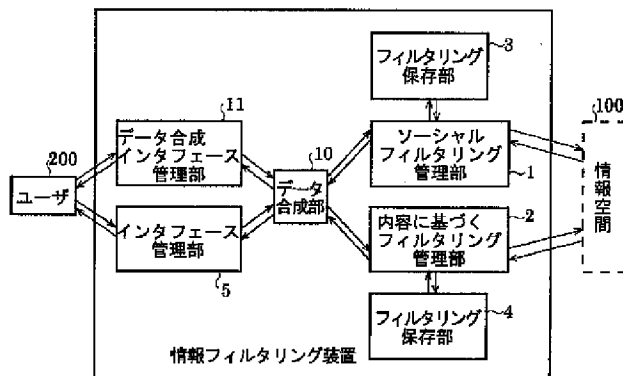 3
フィルタリング
保存部
11
データ合成
インタフェース
管理部
ソーシャル
フィルタリング
管理部
1
100
情報空間
200
ユーザ
10
データ
合成部
インタフェース
管理部
5
2
内容に基づく
フィルタリング
管理部
フィルタリング
保存部
4
情報フィルタリング装置